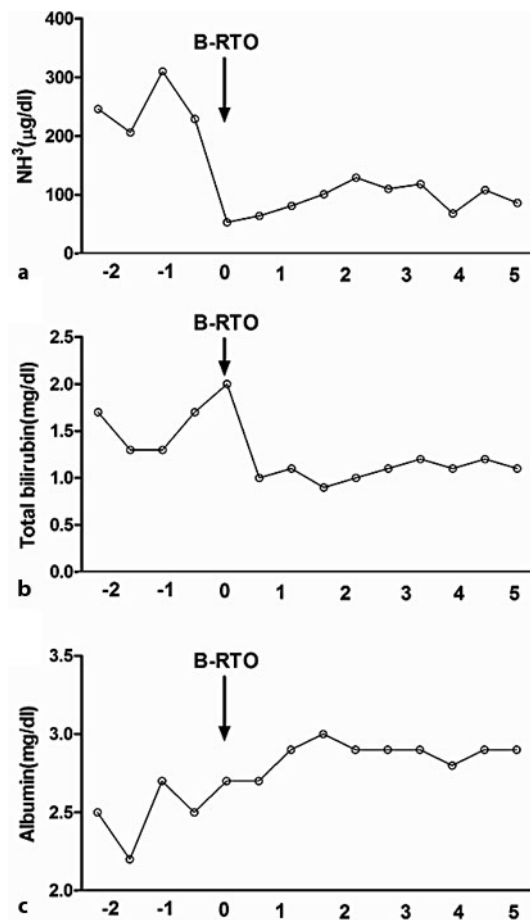 B-RTO
NH³(μg/dl)
400
300
200
100
0
-2 -1 0 1 2 3 4 5
a
B-RTO
Total bilirubin(mg/dl)
2.5
2.0
1.5
1.0
0.5
0.0
-2 -1 0 1 2 3 4 5
b
B-RTO
Albumin(mg/dl)
3.5
3.0
2.5
2.0
-2 -1 0 1 2 3 4 5
c